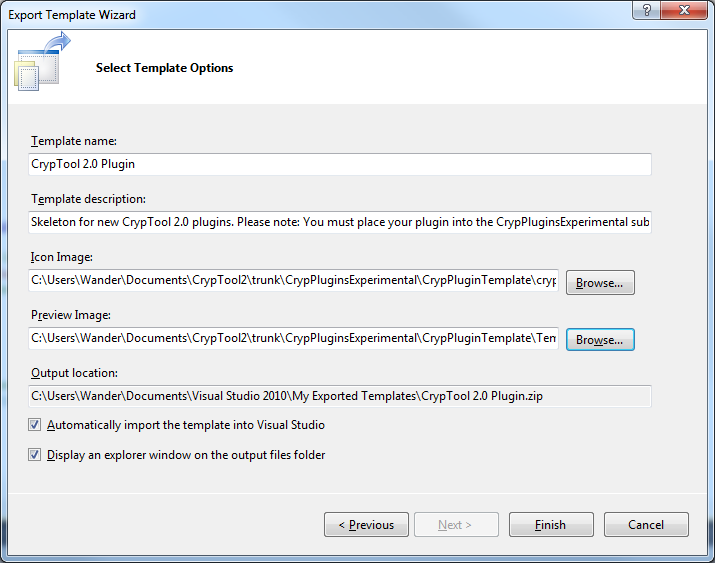 Export Template Wizard
Select Template Options
Template name:
CrypTool 2.0 Plugin
Template description:
Skeleton for new CrypTool 2.0 plugins. Please note: You must place your plugin into the CrypPluginsExperimental sub
Icon Image:
C:\Users\Wander\Documents\CrypTool2\trunk\CrypPluginsExperimental\CrypPluginTemplate\cryp
Browse...
Preview Image:
C:\Users\Wander\Documents\CrypTool2\trunk\CrypPluginsExperimental\CrypPluginTemplate\Tem
Browse...
Output location:
C:\Users\Wander\Documents\Visual Studio 2010\My Exported Templates\CrypTool 2.0 Plugin.zip
Automatically import the template into Visual Studio
Display an explorer window on the output files folder
< Previous
Next >
Finish
Cancel